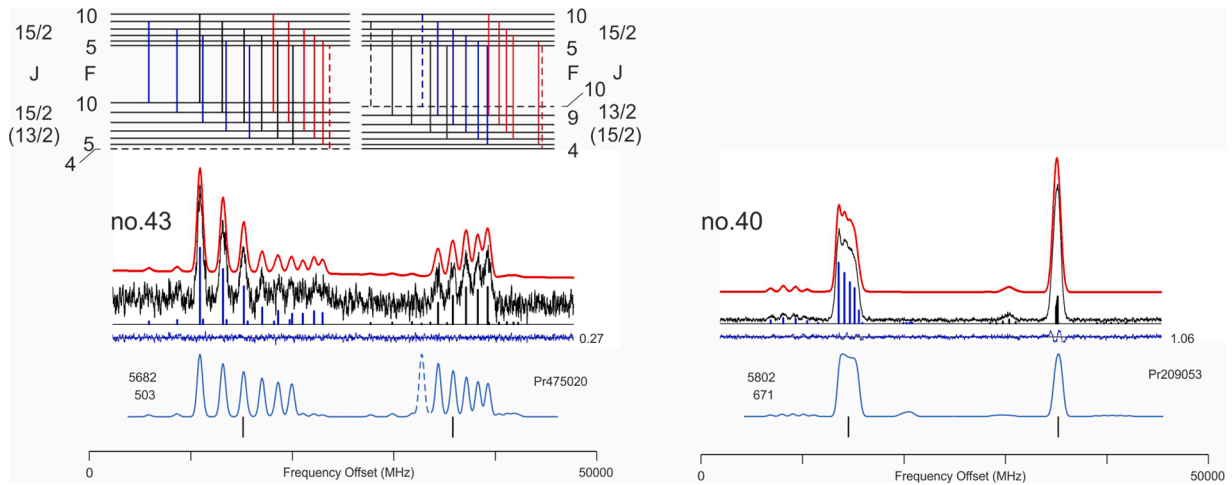 10
10
15/2
15/2
5
5
J
F
F
J
10
10
15/2
9
13/2
(13/2)
(15/2)
5
4
4
no.43
no.40
0.27
1.06
5682
503
Pr475020
5802
671
Pr209053
0
Frequency Offset (MHz)
50000
0
Frequency Offset (MHz)
50000